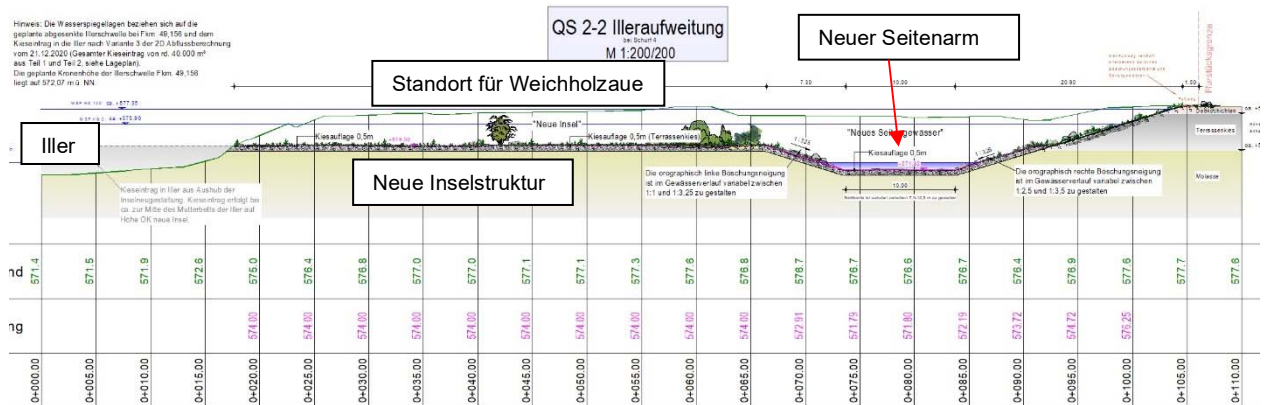 Hinweis: Die Wasserspiegellagen beziehen sich auf die
geplante abgesenkte Illerschwelle bei Fkm. 49,156 und dem
Kieseintrag in die Iller nach Variante 3 der 2D Abflussberechnung
vom 21.12.2020 (Gesamter Kieseintrag von rd. 40.000 m³
aus Teil 1 und Teil 2, siehe Lageplan).
Die geplante Kronenhöhe der Illerschwelle Fkm. 49,156
liegt auf 572,07 m ü. NN.
QS 2-2 Illeraufweitung
bei Schurf 4
M 1:200/200
Neuer Seitenarm
Flurstücksgrenze
Standort für Weichholzaue
7.00
10.00
20.00
1.00
Iller
"Neue Insel"
Kiesauflage 0,5m
Kiesauflage 0,5m (Terrassenkies)
"Neues Seitengewässer"
Kiesauflage 0,5m
Deckschichten
Terrassenkies
Molasse
Neue Inselstruktur
1:3,25
Die orographisch linke Böschungsneigung
ist im Gewässerverlauf variabel zwischen
1:1 und 1:3,25 zu gestalten
10.00
Die orographisch rechte Böschungsneigung
ist im Gewässerverlauf variabel zwischen
1:2,5 und 1:3,5 zu gestalten
Kieseintrag in Iller aus Aushub der
Inselneugestaltung. Kieseintrag erfolgt bis
ca. zur Mitte des Mutterbetts der Iller auf
Höhe OK neue Insel.
nd 571.4 571.5 571.9 572.6 575.0 576.4 576.8 577.0 577.0 577.1 577.1 577.3 577.6 576.8 576.7 576.7 576.6 576.7 576.4 576.9 577.6 577.7 577.6
ng 574.00 574.00 574.00 574.00 574.00 574.00 574.00 574.00 574.00 574.00 572.91 571.79 571.80 572.19 573.72 574.72 576.25
0+000.00 0+005.00 0+010.00 0+015.00 0+020.00 0+025.00 0+030.00 0+035.00 0+040.00 0+045.00 0+050.00 0+055.00 0+060.00 0+065.00 0+070.00 0+075.00 0+080.00 0+085.00 0+090.00 0+095.00 0+100.00 0+105.00 0+110.00